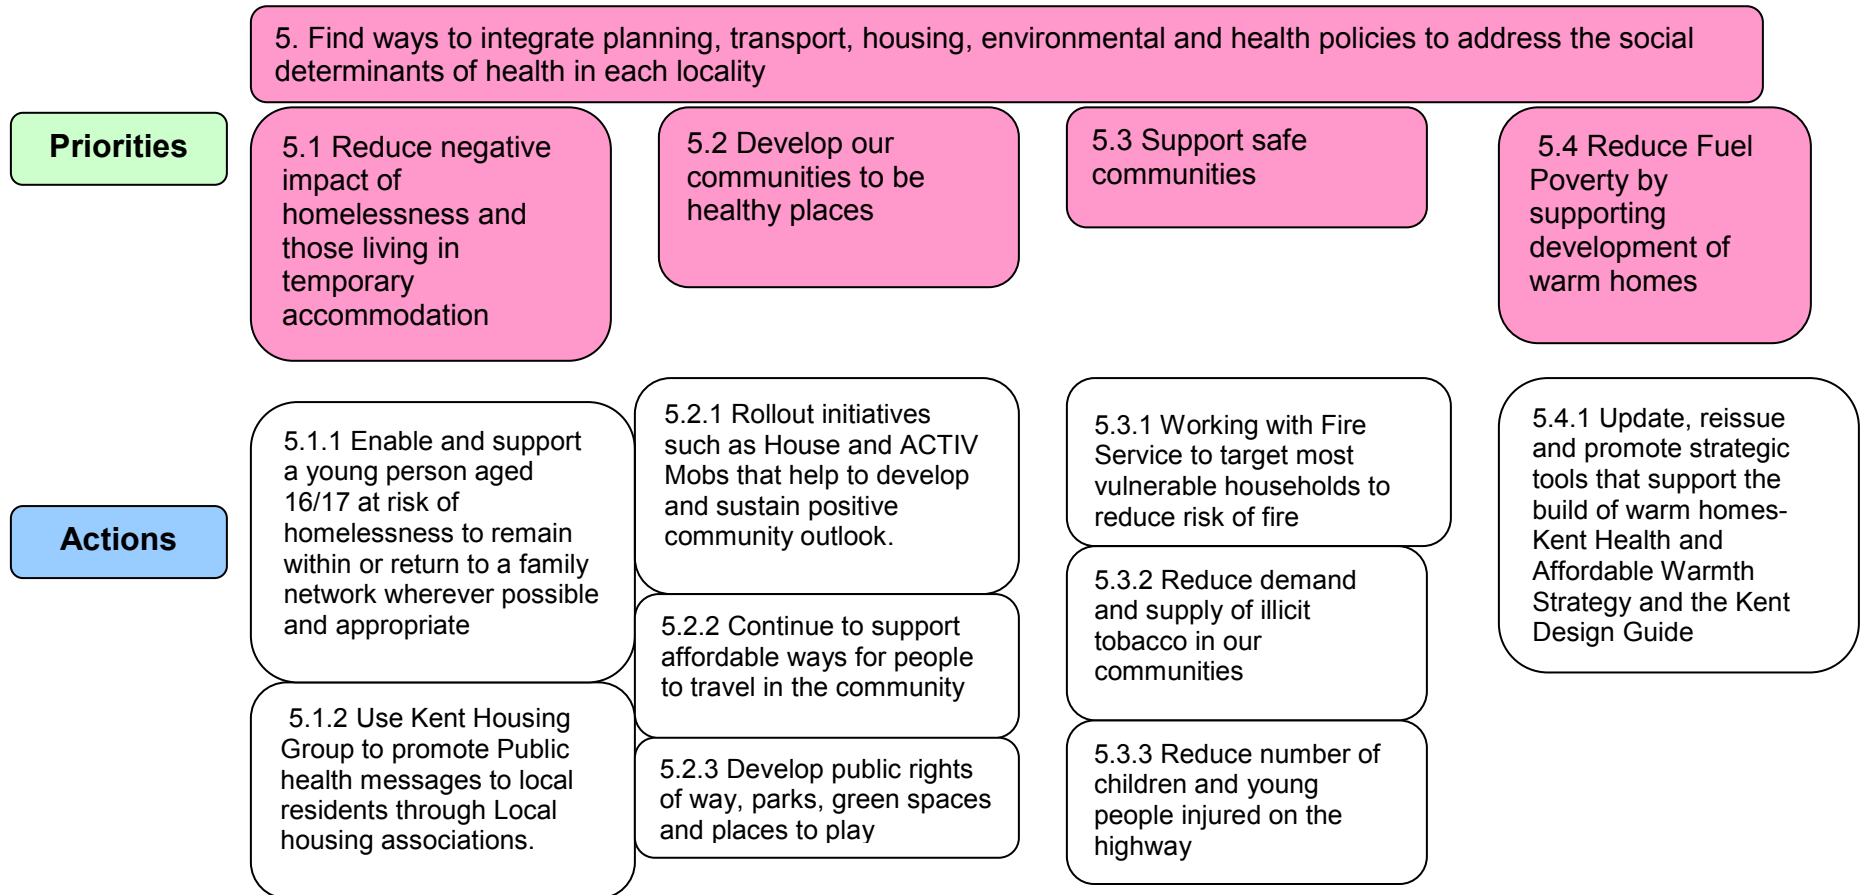 5. Find ways to integrate planning, transport, housing, environmental and health policies to address the social
determinants of health in each locality
Priorities
5.1 Reduce negative
impact of
homelessness and
those living in
temporary
accommodation
5.2 Develop our
communities to be
healthy places
5.3 Support safe
communities
5.4 Reduce Fuel
Poverty by
supporting
development of
warm homes
Actions
5.1.1 Enable and support
a young person aged
16/17 at risk of
homelessness to remain
within or return to a family
network wherever possible
and appropriate
5.1.2 Use Kent Housing
Group to promote Public
health messages to local
residents through Local
housing associations.
5.2.1 Rollout initiatives
such as House and ACTIV
Mobs that help to develop
and sustain positive
community outlook.
5.2.2 Continue to support
affordable ways for people
to travel in the community
5.2.3 Develop public rights
of way, parks, green spaces
and places to play
5.3.1 Working with Fire
Service to target most
vulnerable households to
reduce risk of fire
5.3.2 Reduce demand
and supply of illicit
tobacco in our
communities
5.3.3 Reduce number of
children and young
people injured on the
highway
5.4.1 Update, reissue
and promote strategic
tools that support the
build of warm homes-
Kent Health and
Affordable Warmth
Strategy and the Kent
Design Guide